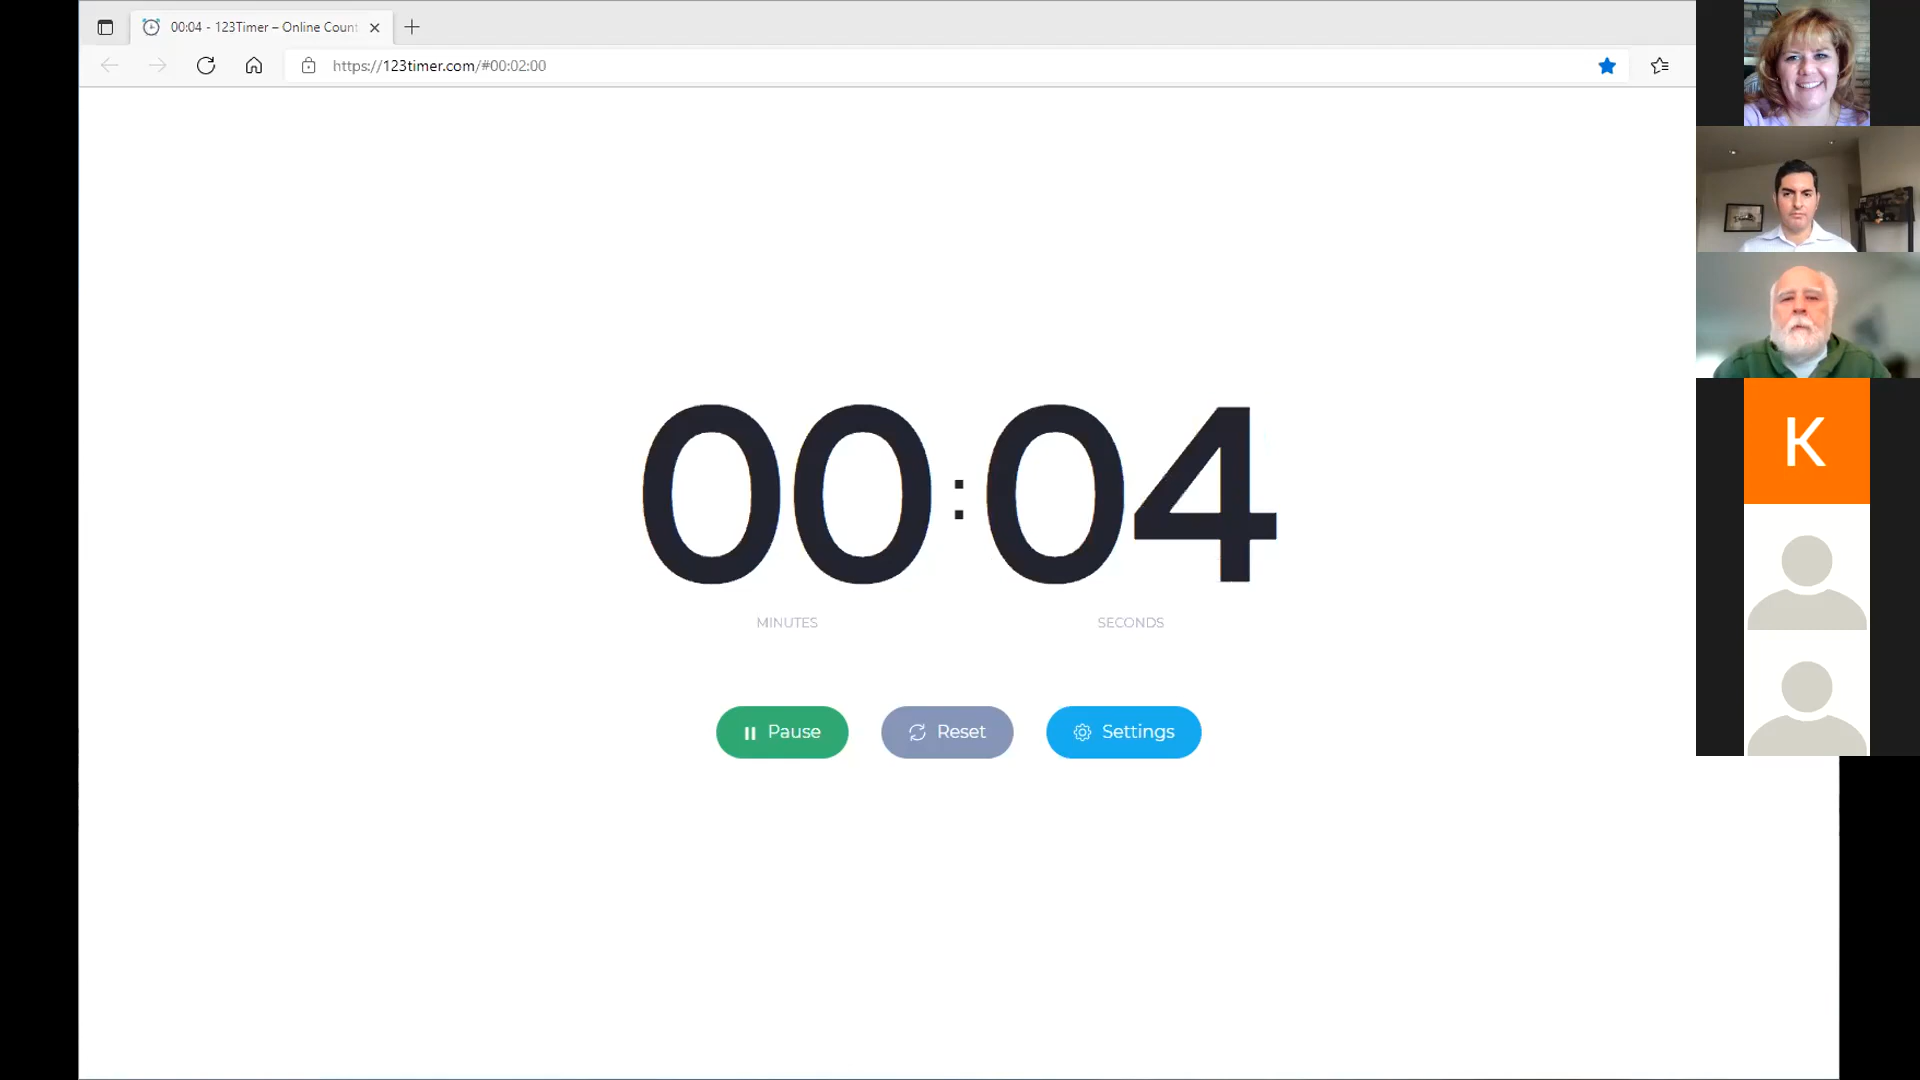 00:04 - 123Timer – Online Count
https://123timer.com/#00:02:00
K
00:04
MINUTES
SECONDS
Pause
Reset
Settings